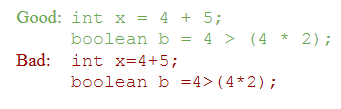 Good: int x = 4 + 5;
boolean b = 4 > (4 * 2);
Bad: int x=4+5;
boolean b =4>(4*2);